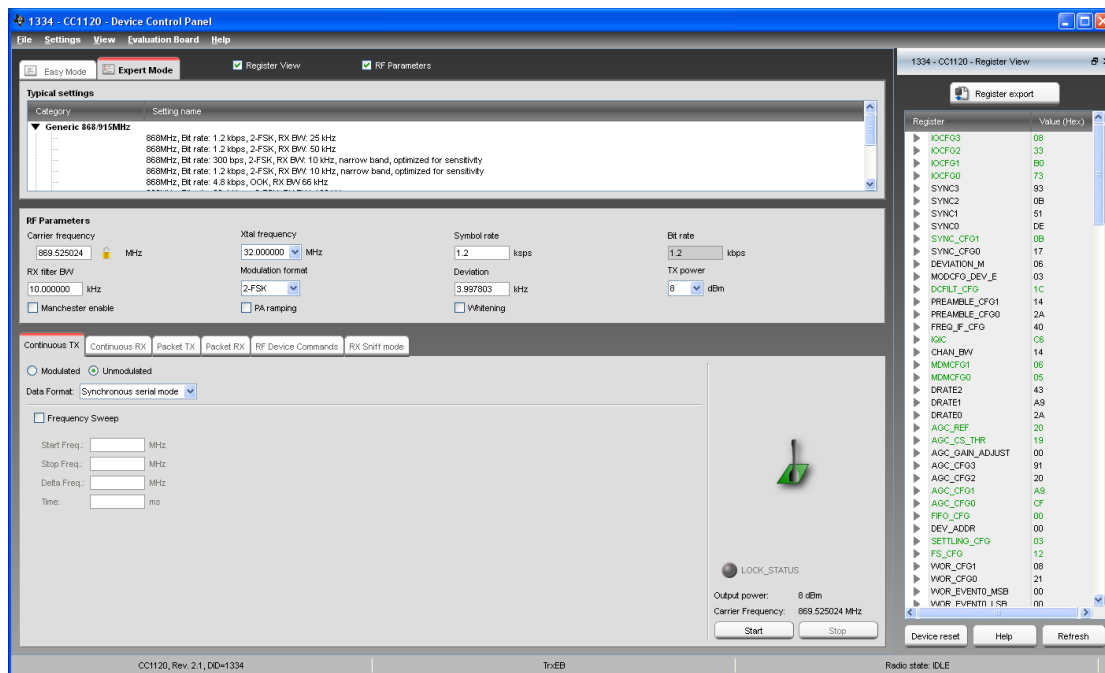 1334 - CC1120 - Device Control Panel
File Settings View Evaluation Board Help
Easy Mode Expert Mode Register View RF Parameters
Typical settings
Category Setting name
Generic 868/915MHz
868MHz, Bit rate: 1.2 kbps, 2-FSK, RX BW: 25 kHz
868MHz, Bit rate: 1.2 kbps, 2-FSK, RX BW: 50 kHz
868MHz, Bit rate: 300 bps, 2-FSK, RX BW: 10 kHz, narrow band, optimized for sensitivity
868MHz, Bit rate: 1.2 kbps, 2-FSK, RX BW: 10 kHz, narrow band, optimized for sensitivity
868MHz, Bit rate: 4.8 kbps, OOK, RX BW 66 kHz
RF Parameters
Carrier frequency Xtal frequency Symbol rate Bit rate
869.525024 MHz 32.000000 MHz 1.2 ksps 1.2 kbps
RX filter BW Modulation format Deviation TX power
10.000000 kHz 2-FSK 3.997803 kHz 8 dBm
Manchester enable PA ramping Whitening
Continuous TX Continuous RX Packet TX Packet RX RF Device Commands RX Sniff mode
Modulated Unmodulated
Data Format: Synchronous serial mode
Frequency Sweep
Start Freq.: MHz
Stop Freq.: MHz
Delta Freq.: MHz
Time: ms
LOCK_STATUS
Output power: 8 dBm
Carrier Frequency: 869.525024 MHz
Start Stop
1334 - CC1120 - Register View
Register export
Register Value (Hex)
IOCFG3 08
IOCFG2 33
IOCFG1 B0
IOCFG0 73
SYNC3 93
SYNC2 0B
SYNC1 51
SYNC0 DE
SYNC_CFG1 0B
SYNC_CFG0 17
DEVIATION_M 06
MODCFG_DEV_E 03
DCFILT_CFG 1C
PREAMBLE_CFG1 14
PREAMBLE_CFG0 2A
FREQ_IF_CFG 40
IQIC C6
CHAN_BW 14
MDMCFG1 06
MDMCFG0 05
DRATE2 43
DRATE1 A9
DRATE0 2A
AGC_REF 20
AGC_CS_THR 19
AGC_GAIN_ADJUST 00
AGC_CFG3 91
AGC_CFG2 20
AGC_CFG1 A9
AGC_CFG0 CF
FIFO_CFG 00
DEV_ADDR 00
SETTLING_CFG 03
FS_CFG 12
WOR_CFG1 08
WOR_CFG0 21
WOR_EVENT0_MSB 00
WOR_EVENT0_LSB 00
Device reset Help Refresh
CC1120, Rev. 2.1, DID=1334 TrxEB Radio state: IDLE